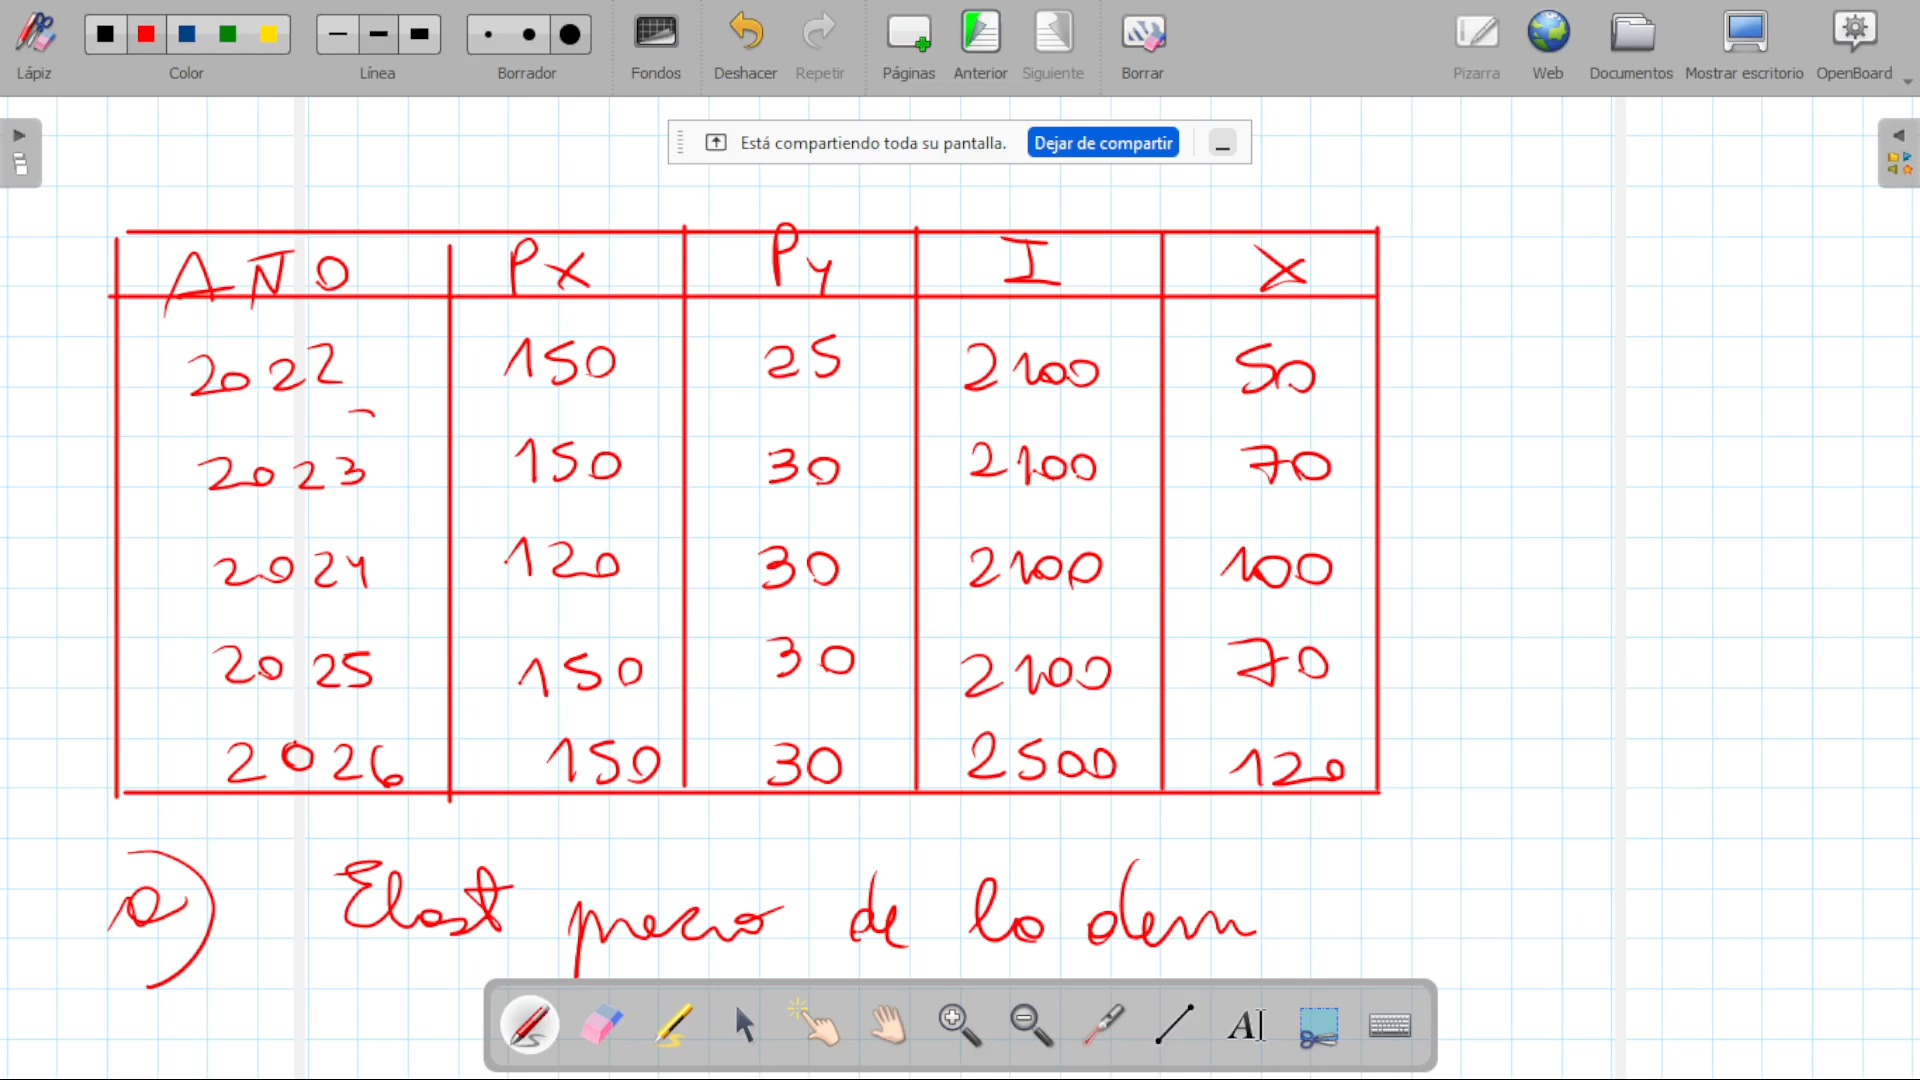 Lápiz Color Línea Borrador Fondos Deshacer Repetir Páginas Anterior Siguiente Borrar Pizarra Web Documentos Mostrar escritorio OpenBoard
Está compartiendo toda su pantalla. Dejar de compartir
AÑO PX Py I X
2022 150 25 2100 50
2023 150 30 2100 70
2024 120 30 2100 100
2025 150 30 2100 70
2026 150 30 2500 120
a) Elast precio de la dem